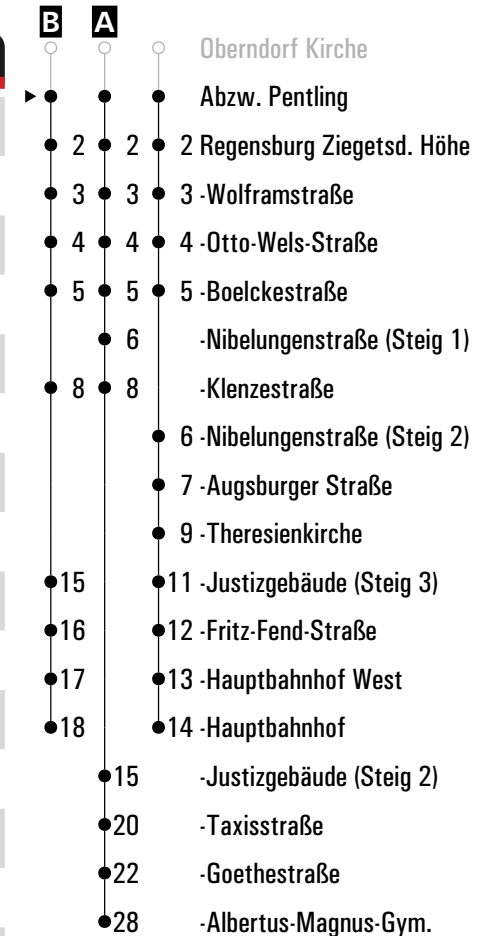 B A
Oberndorf Kirche
Abzw. Pentling
2 2 2 Regensburg Ziegetsd. Höhe
3 3 3 -Wolframstraße
4 4 4 -Otto-Wels-Straße
5 5 5 -Boelckestraße
6 -Nibelungenstraße (Steig 1)
8 8 -Klenzestraße
6 -Nibelungenstraße (Steig 2)
7 -Augsburger Straße
9 -Theresienkirche
15 11 -Justizgebäude (Steig 3)
16 12 -Fritz-Fend-Straße
17 13 -Hauptbahnhof West
18 14 -Hauptbahnhof
15 -Justizgebäude (Steig 2)
20 -Taxisstraße
22 -Goethestraße
28 -Albertus-Magnus-Gym.